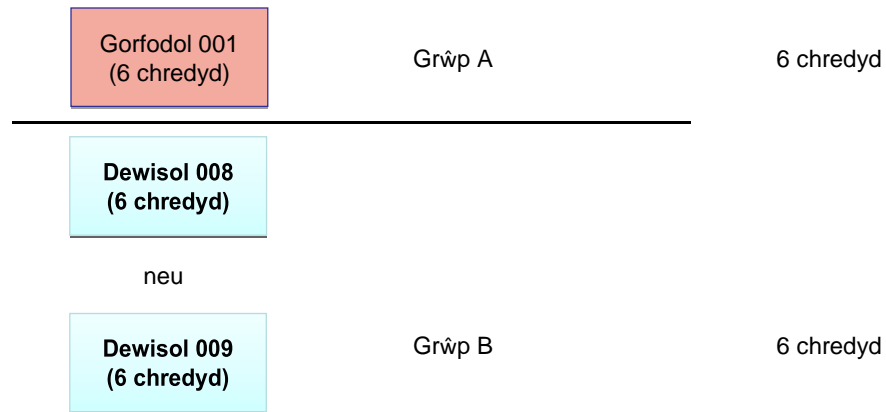 Gorfodol 001
(6 chredyd)
Grŵp A
6 chredyd
Dewisol 008
(6 chredyd)
neu
Dewisol 009
(6 chredyd)
Grŵp B
6 chredyd